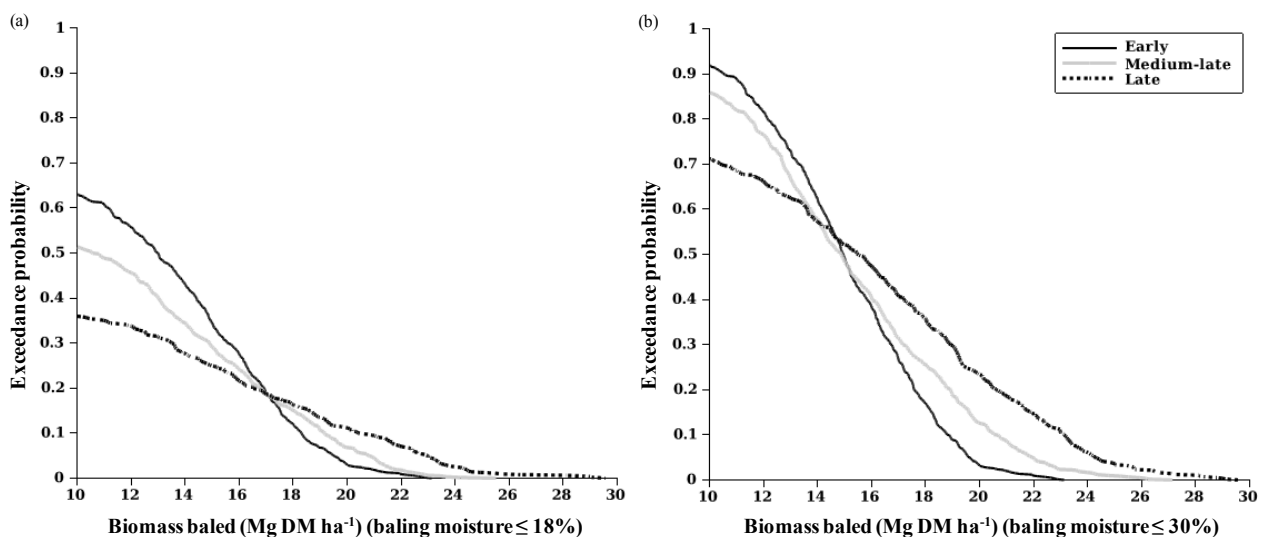 (a)
1
0.9
0.8
0.7
0.6
0.5
0.4
0.3
0.2
0.1
0
Exceedance probability
10 12 14 16 18 20 22 24 26 28 30
Biomass baled (Mg DM ha⁻¹) (baling moisture ≤ 18%)
(b)
1
0.9
0.8
0.7
0.6
0.5
0.4
0.3
0.2
0.1
0
Exceedance probability
Early
Medium-late
Late
10 12 14 16 18 20 22 24 26 28 30
Biomass baled (Mg DM ha⁻¹) (baling moisture ≤ 30%)